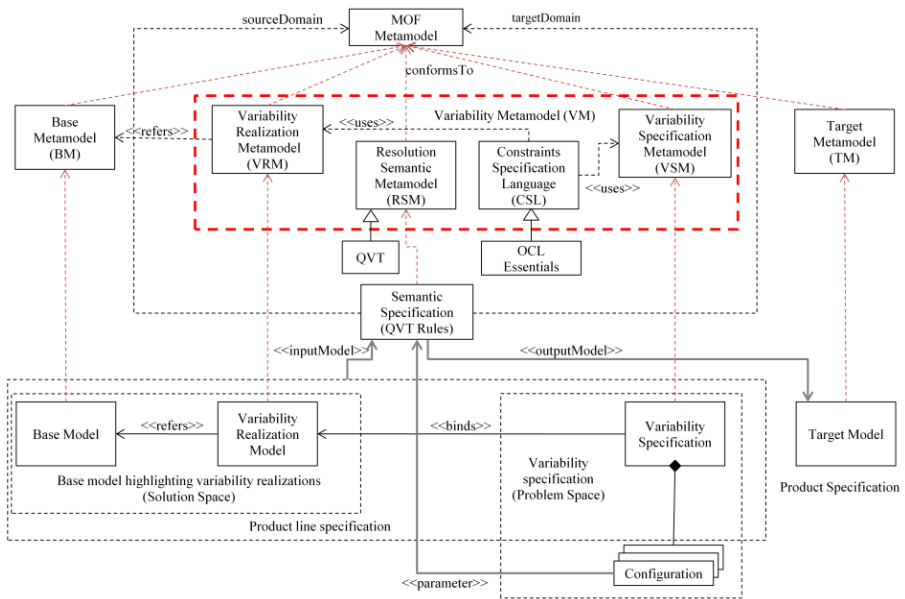 sourceDomain
MOF
Metamodel
targetDomain
conformsTo
Base
Metamodel
(BM)
<<refers>>
Variability
Realization
Metamodel
(VRM)
<<uses>>
Variability Metamodel (VM)
Resolution
Semantic
Metamodel
(RSM)
Constraints
Specification
Language
(CSL)
<<uses>>
Variability
Specification
Metamodel
(VSM)
Target
Metamodel
(TM)
QVT
OCL
Essentials
Semantic
Specification
(QVT Rules)
<<inputModel>>
<<outputModel>>
Base Model
<<refers>>
Variability
Realization
Model
<<binds>>
Variability
Specification
Target Model
Base model highlighting variability realizations
(Solution Space)
Variability
specification
(Problem Space)
Product Specification
Product line specification
<<parameter>>
Configuration